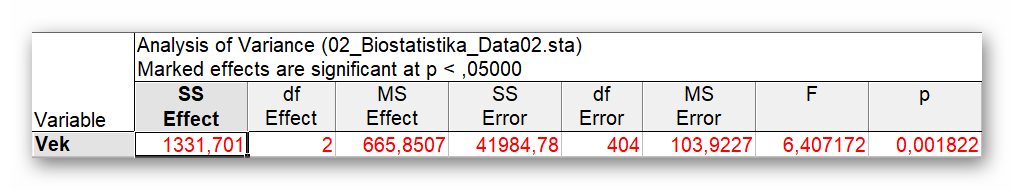 Analysis of Variance (02_Biostatistika_Data02.sta)
Marked effects are significant at p < ,05000
SS df MS SS df MS F p
Variable Effect Effect Effect Error Error Error
Vek 1331,701 2 665,8507 41984,78 404 103,9227 6,407172 0,001822